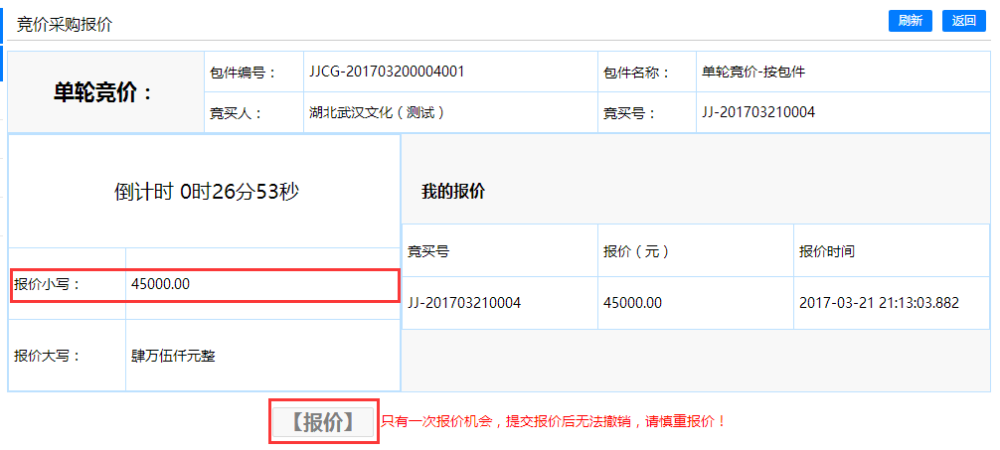 竞价采购报价
刷新 返回
单轮竞价：
包件编号： JJCG-201703200004001 包件名称： 单轮竞价-按包件
竟买人： 湖北武汉文化（测试） 竟买号： JJ-201703210004
倒计时 0时26分53秒
报价小写： 45000.00
报价大写： 肆万伍仟元整
我的报价
竟买号 报价（元） 报价时间
JJ-201703210004 45000.00 2017-03-21 21:13:03.882
【报价】 只有一次报价机会，提交报价后无法撤销，请慎重报价！